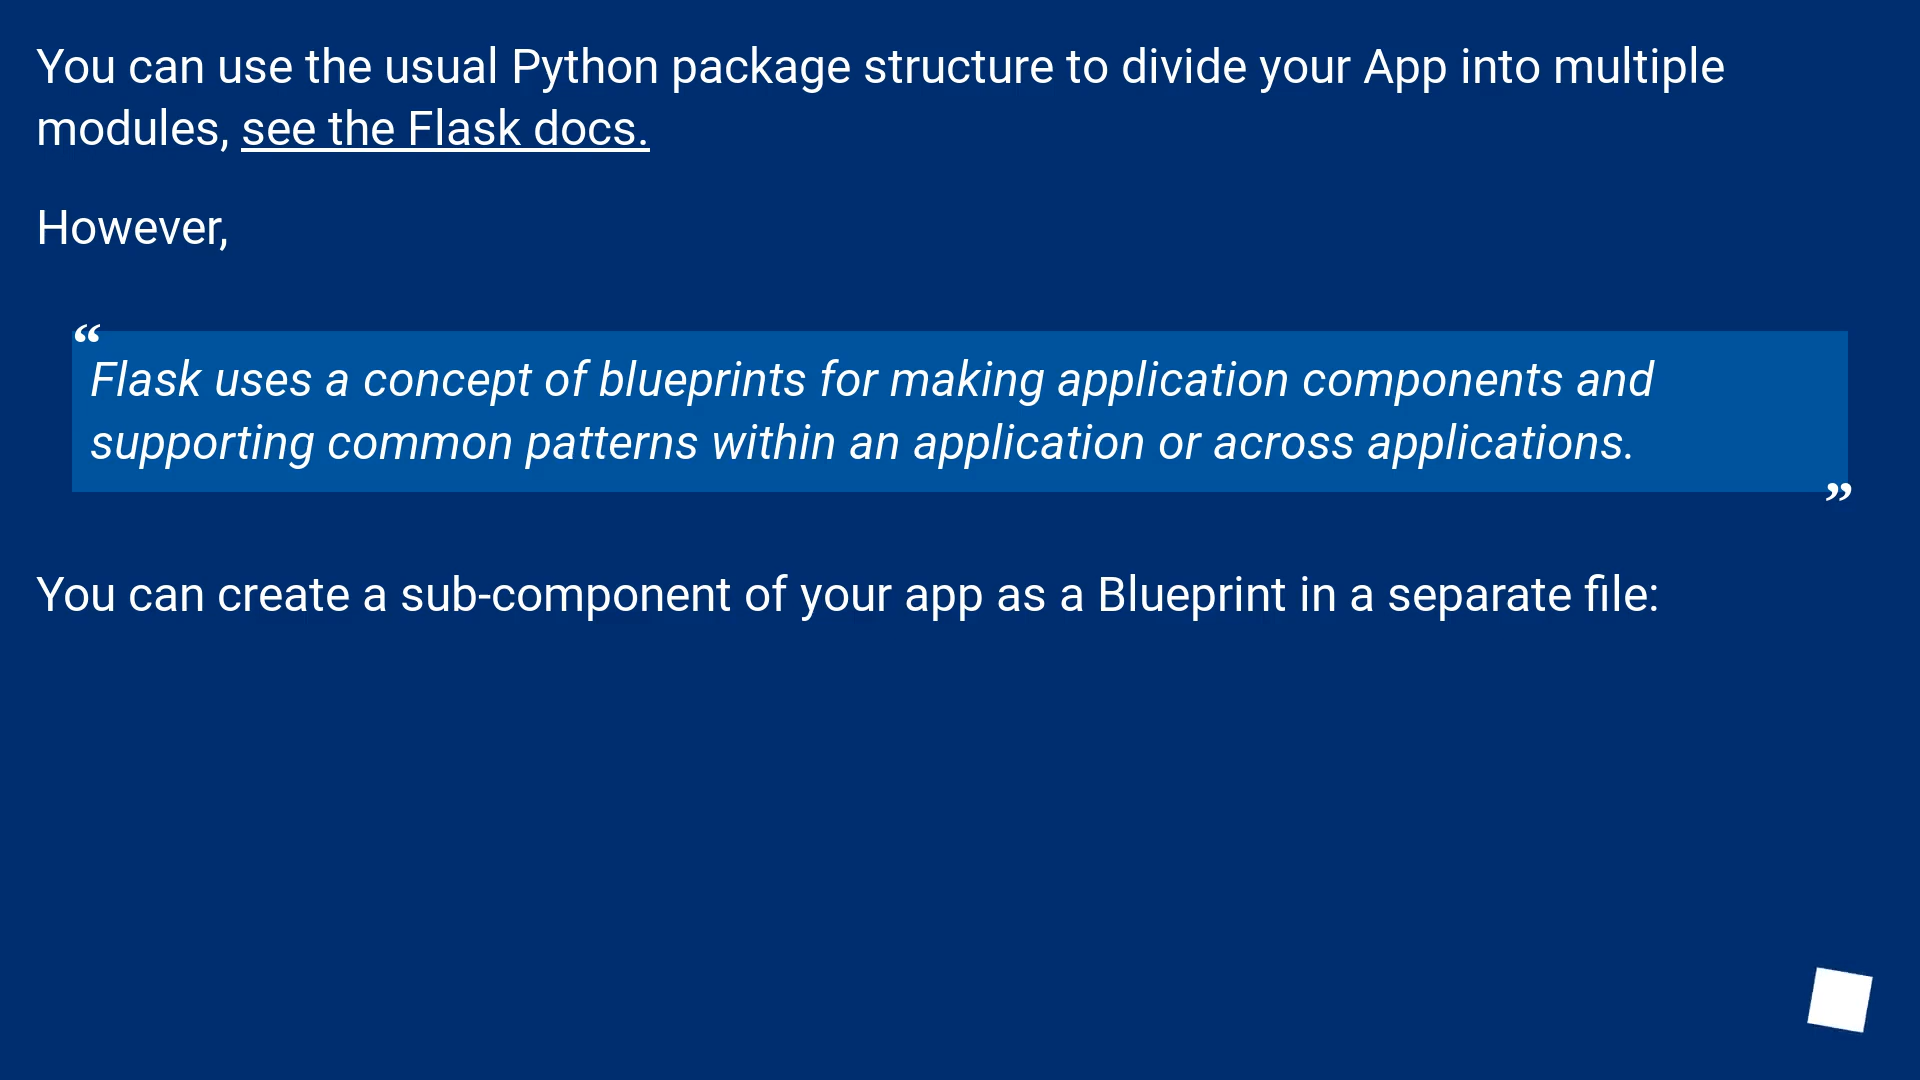 You can use the usual Python package structure to divide your App into multiple
modules, see the Flask docs.
However,
“
Flask uses a concept of blueprints for making application components and
supporting common patterns within an application or across applications.
”
You can create a sub-component of your app as a Blueprint in a separate file: